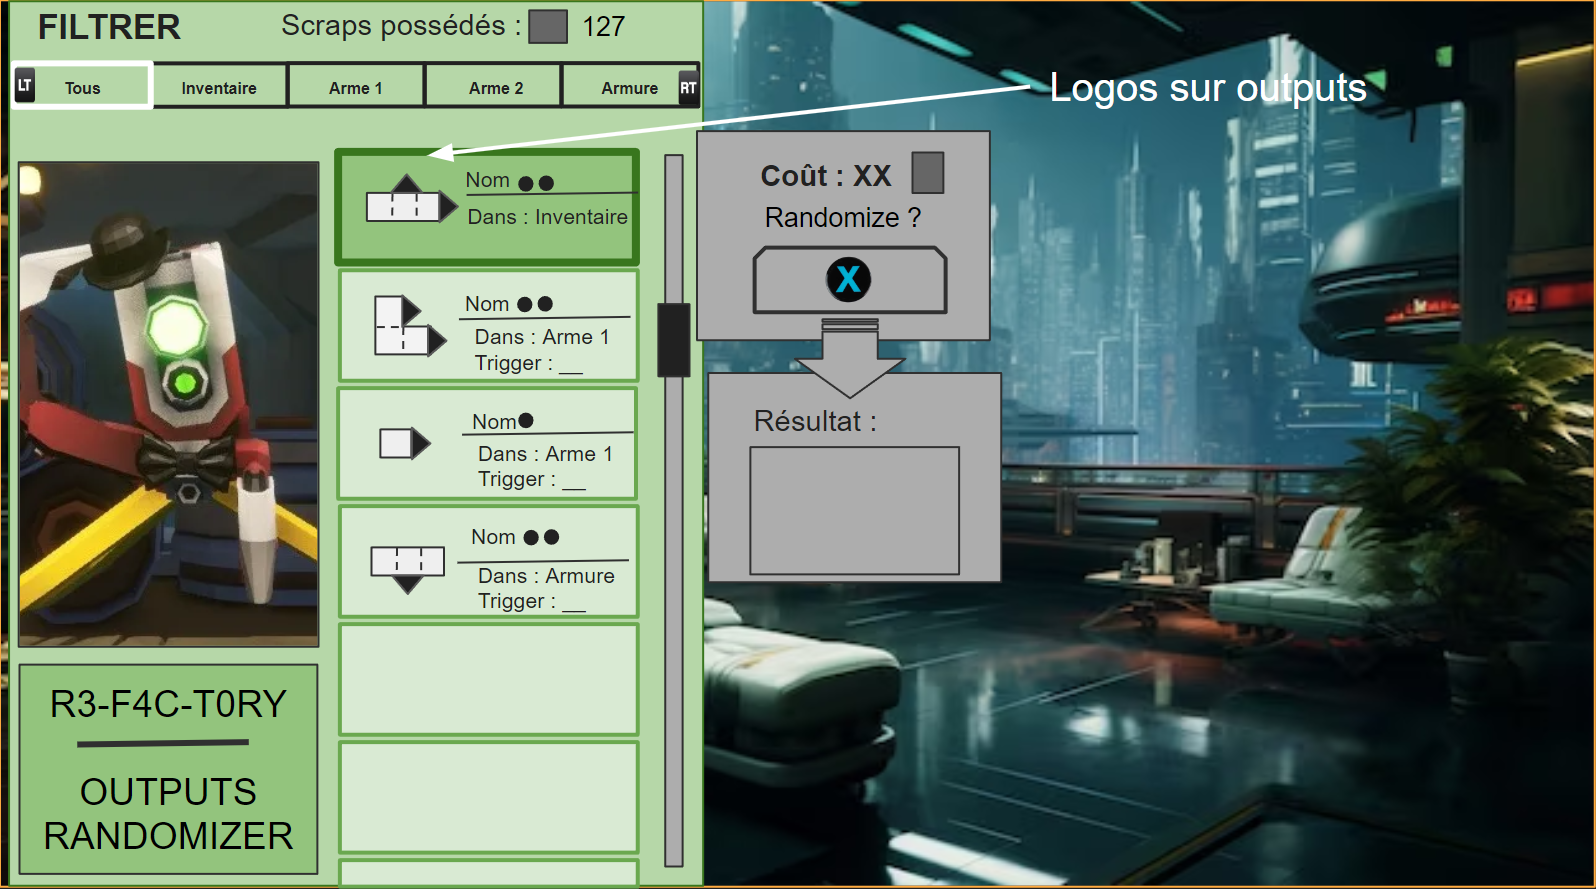 FILTRER
Scraps possédés : 127
LT
Tous
Inventaire
Arme 1
Arme 2
Armure
RT
Logos sur outputs
Nom
Dans : Inventaire
Nom
Dans : Arme 1
Trigger : __
Nom
Dans : Arme 1
Trigger : __
Nom
Dans : Armure
Trigger : __
Coût : XX
Randomize ?
X
Résultat :
R3-F4C-T0RY
OUTPUTS
RANDOMIZER